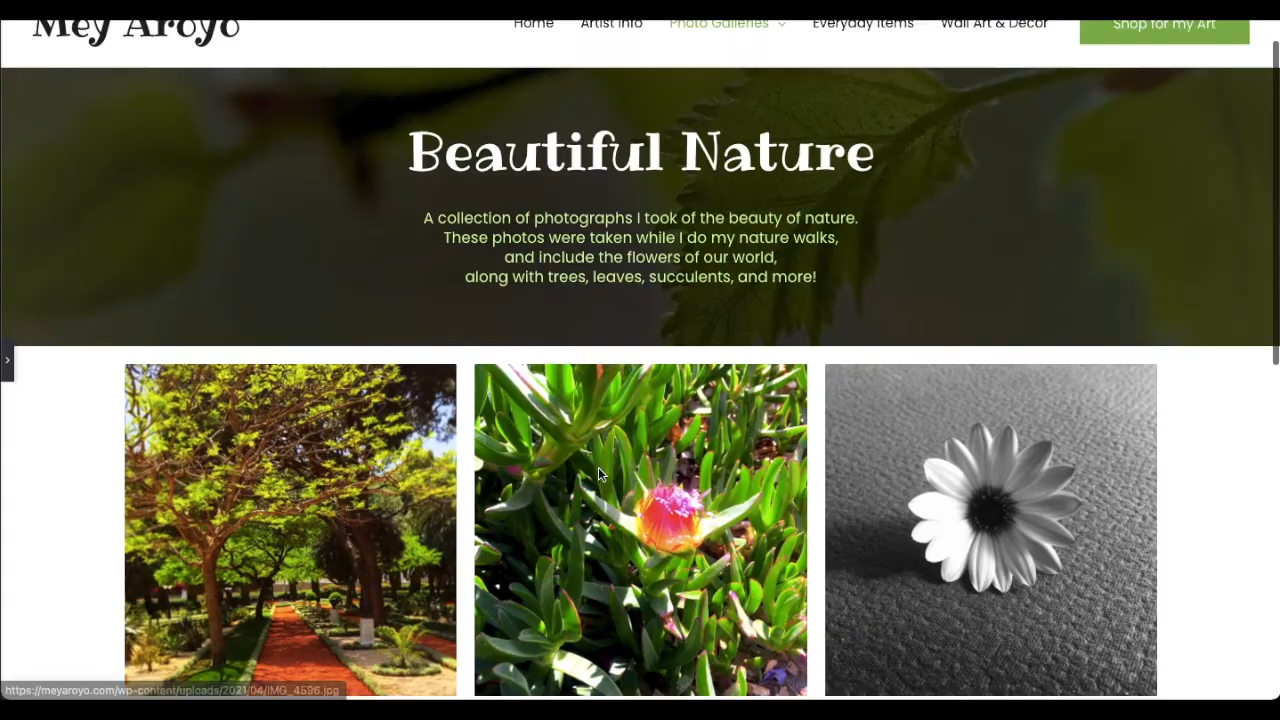 Mey Aroyo
Home Artist Info Photo Galleries Everyday Items Wall Art & Decor Shop for my Art
Beautiful Nature
A collection of photographs I took of the beauty of nature.
These photos were taken while I do my nature walks,
and include the flowers of our world,
along with trees, leaves, succulents, and more!
https://meyaroyo.com/wp-content/uploads/2021/04/IMG_4596.jpg